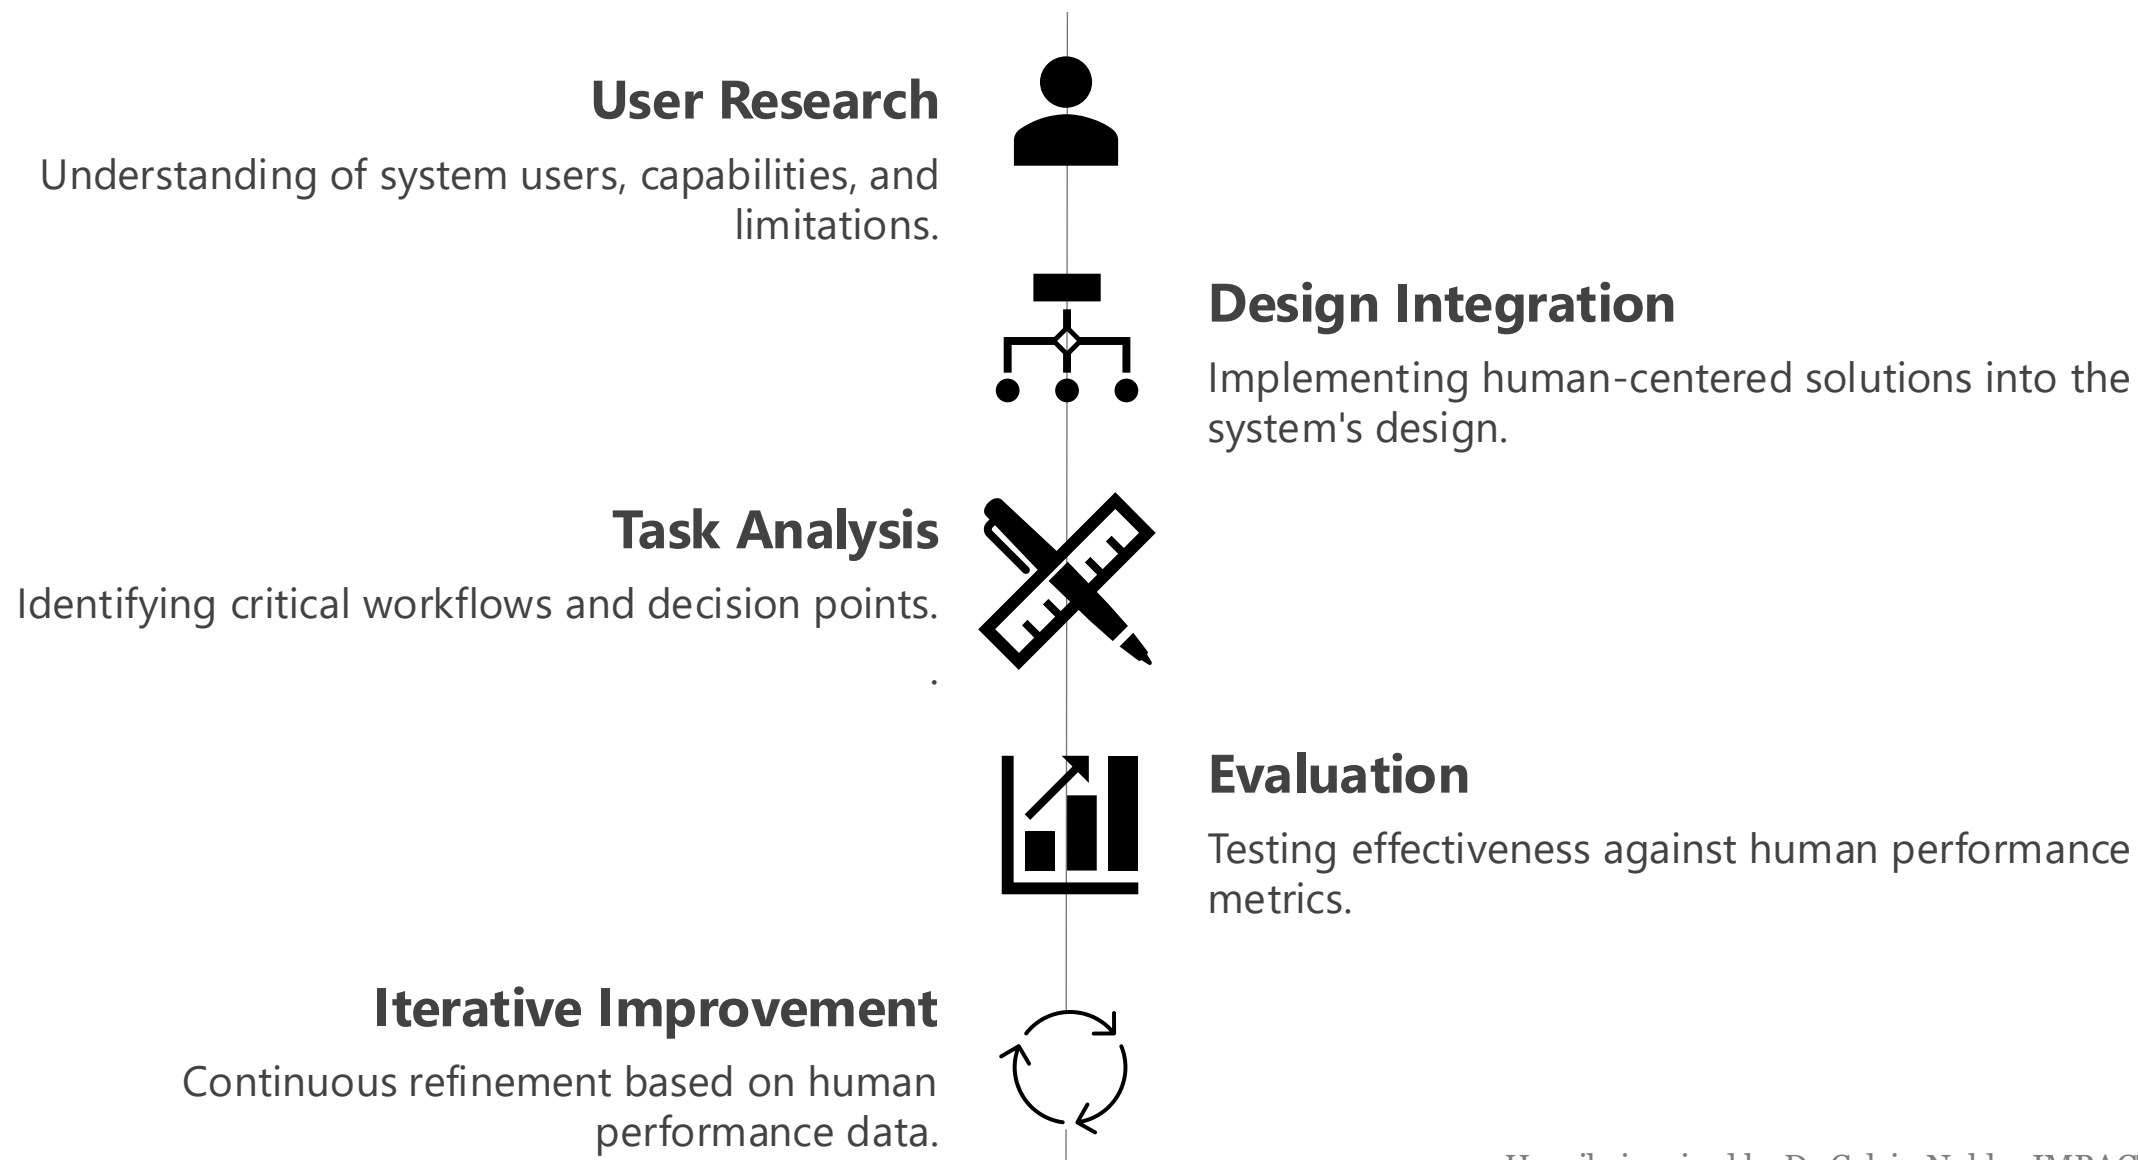 User Research
Understanding of system users, capabilities, and
limitations.
Design Integration
Implementing human-centered solutions into the
system's design.
Task Analysis
Identifying critical workflows and decision points.
.
Evaluation
Testing effectiveness against human performance
metrics.
Iterative Improvement
Continuous refinement based on human
performance data.